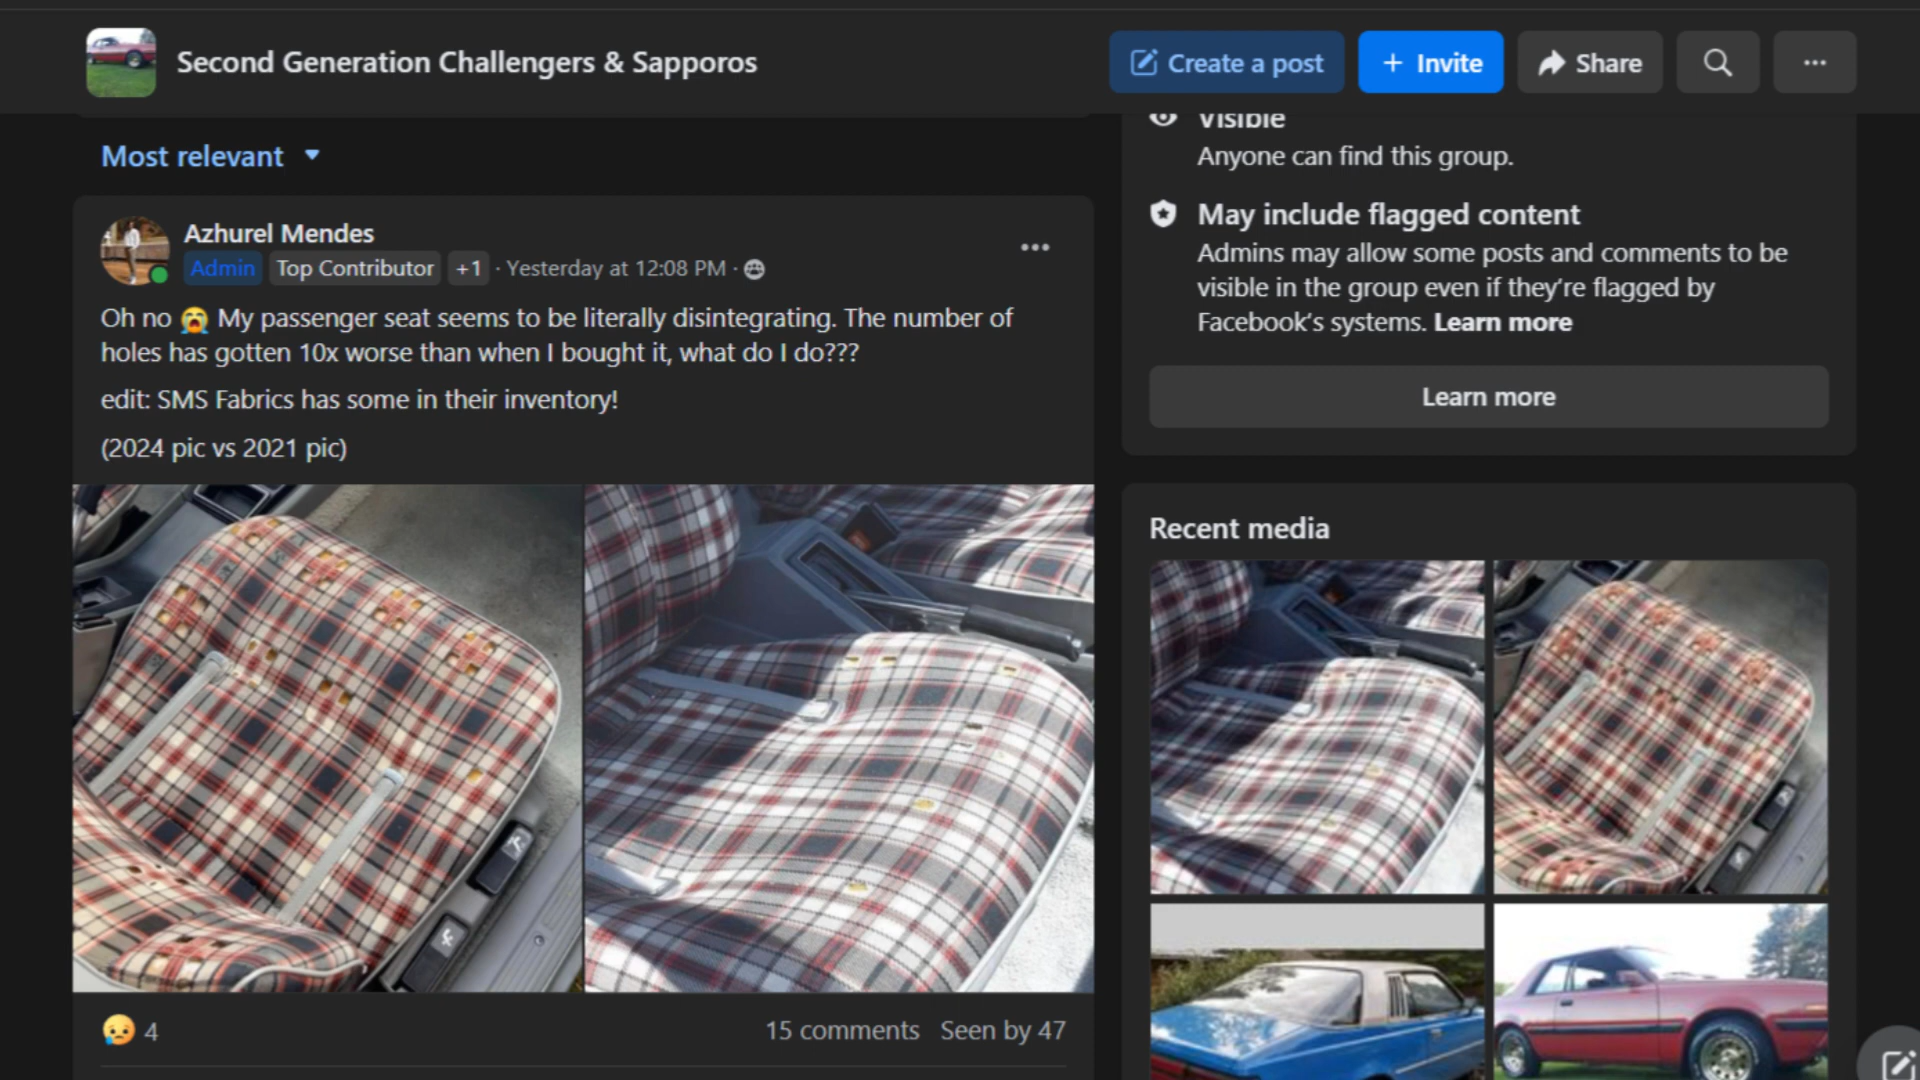 Second Generation Challengers & Sapporos
Create a post
+ Invite
Share
Most relevant
Azhurel Mendes
Admin Top Contributor +1 · Yesterday at 12:08 PM ·
Oh no 😭 My passenger seat seems to be literally disintegrating. The number of
holes has gotten 10x worse than when I bought it, what do I do???
edit: SMS Fabrics has some in their inventory!
(2024 pic vs 2021 pic)
4
15 comments Seen by 47
Visible
Anyone can find this group.
May include flagged content
Admins may allow some posts and comments to be
visible in the group even if they're flagged by
Facebook's systems. Learn more
Learn more
Recent media